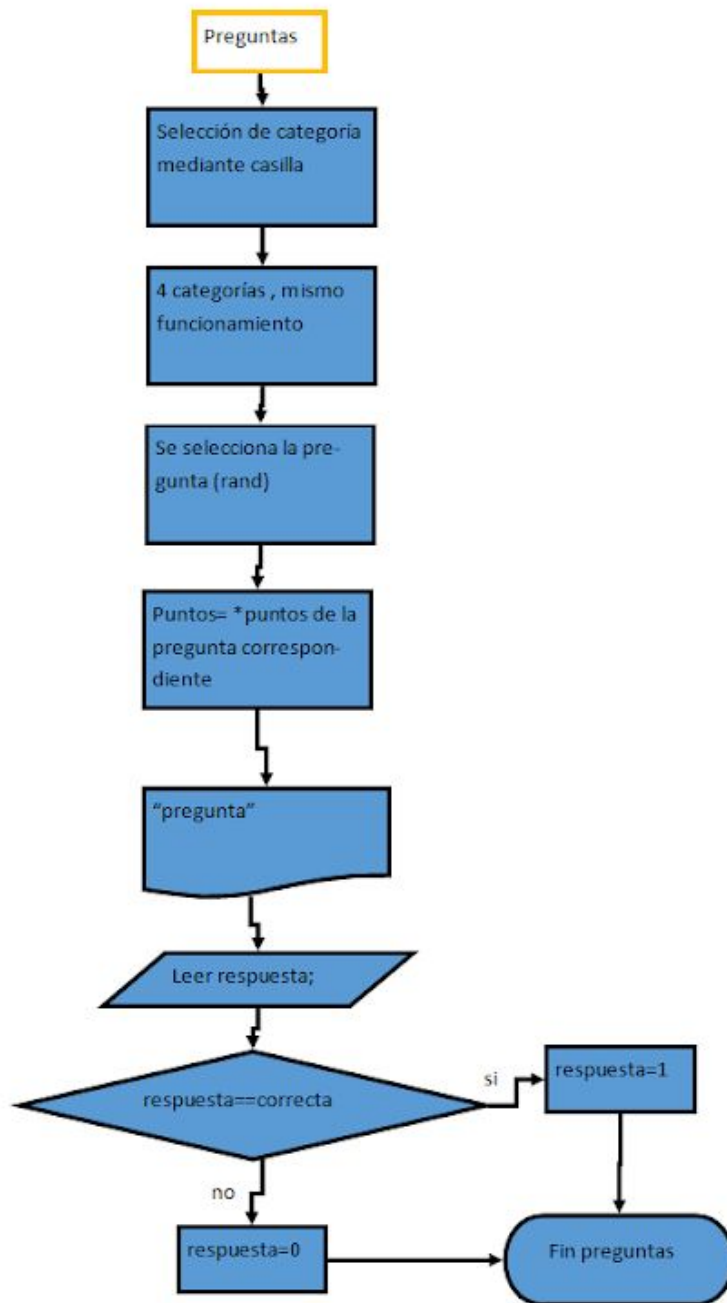 Preguntas
Selección de categoría
mediante casilla
4 categorías , mismo
funcionamiento
Se selecciona la pre-
gunta (rand)
Puntos= *puntos de la
pregunta correspon-
diente
“pregunta”
Leer respuesta;
respuesta==correcta
si
respuesta=1
no
respuesta=0
Fin preguntas